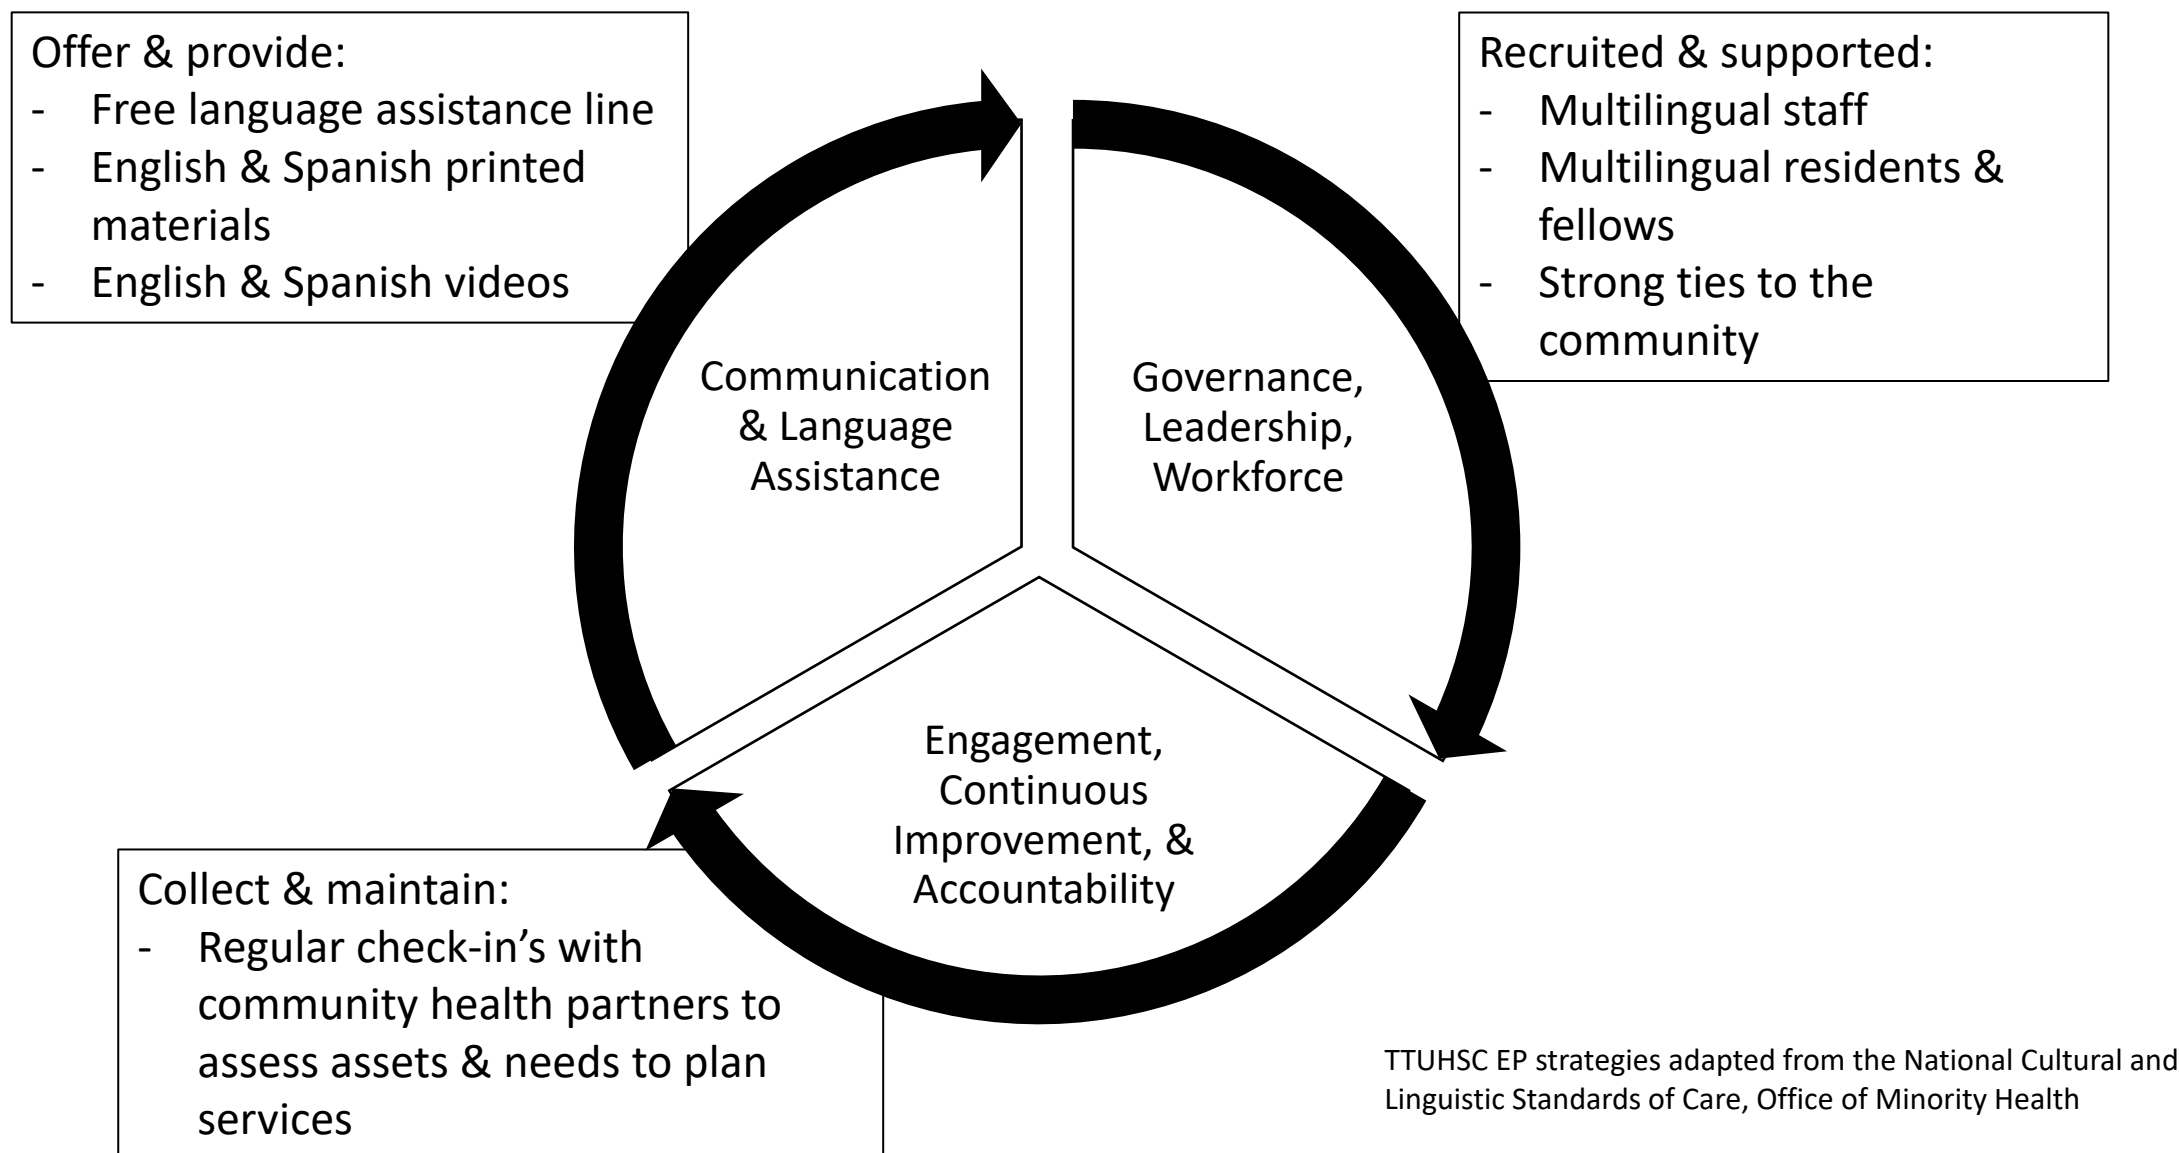 Offer & provide:
- Free language assistance line
- English & Spanish printed
materials
- English & Spanish videos
Recruited & supported:
- Multilingual staff
- Multilingual residents &
fellows
- Strong ties to the
community
Communication
& Language
Assistance
Governance,
Leadership,
Workforce
Engagement,
Continuous
Improvement, &
Accountability
Collect & maintain:
- Regular check-in’s with
community health partners to
assess assets & needs to plan
services
TTUHSC EP strategies adapted from the National Cultural and
Linguistic Standards of Care, Office of Minority Health